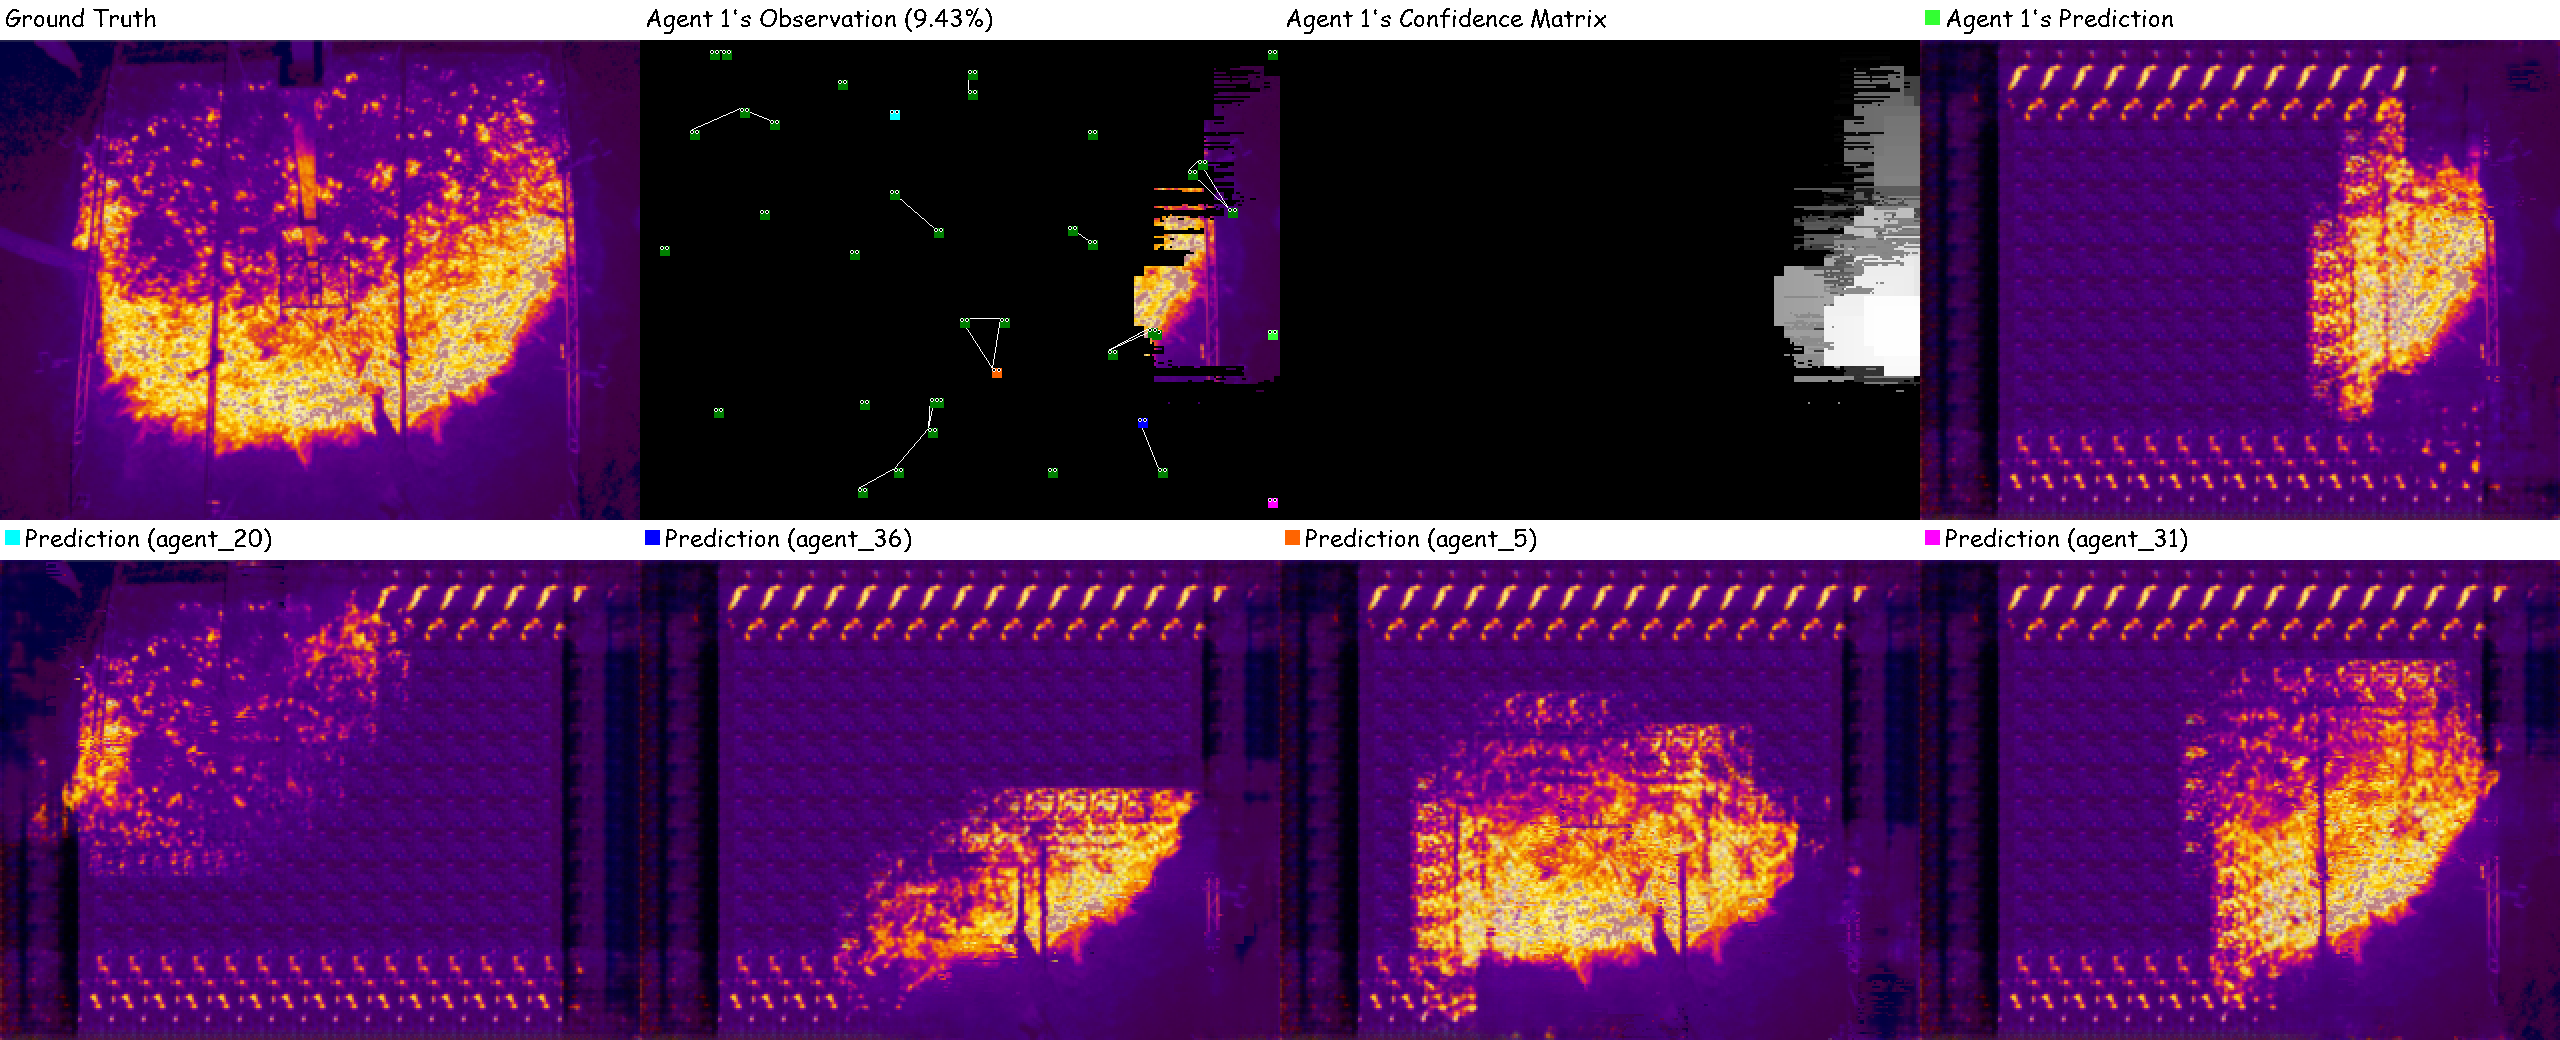 Ground Truth
Agent 1's Observation (9.43%)
Agent 1's Confidence Matrix
Agent 1's Prediction
Prediction (agent_20)
Prediction (agent_36)
Prediction (agent_5)
Prediction (agent_31)